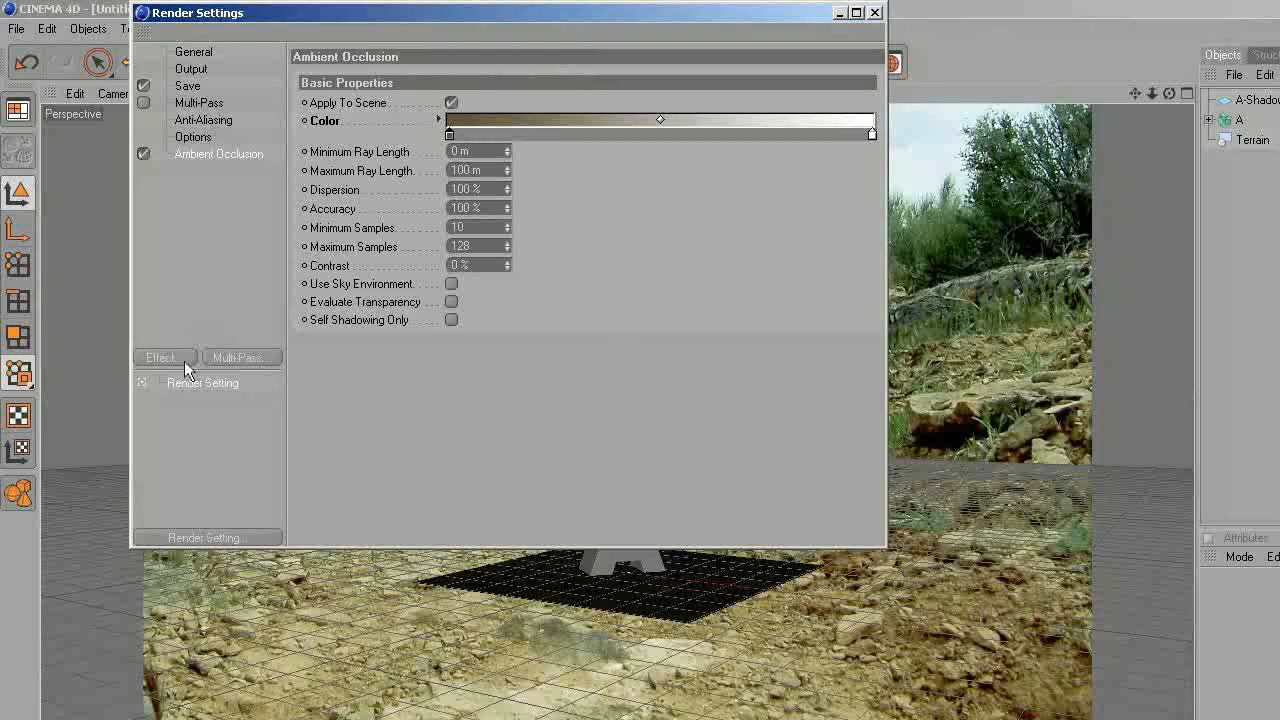 CINEMA 4D - [Untitl
Render Settings
File Edit Objects T
General
Output
Save
Multi-Pass
Anti-Aliasing
Options
Ambient Occlusion
Edit Camer
Perspective
Ambient Occlusion
Basic Properties
Apply To Scene
Color
Minimum Ray Length 0 m
Maximum Ray Length 100 m
Dispersion 100 %
Accuracy 100 %
Minimum Samples 10
Maximum Samples 128
Contrast 0 %
Use Sky Environment
Evaluate Transparency
Self Shadowing Only
Effect... Multi-Pass...
Render Setting
Render Setting...
Objects Struc
File Edit
A-Shado
A
Terrain
Attributes
Mode Ed